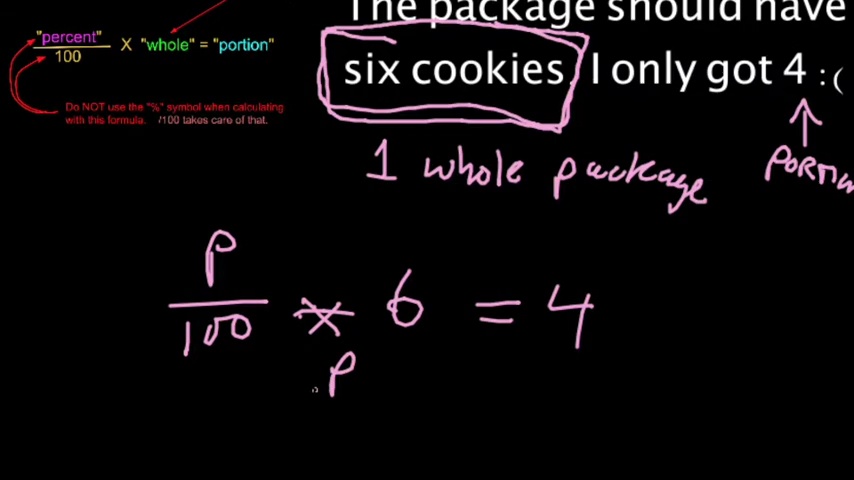 The package should have
"percent"
100
X "whole" = "portion"
six cookies. I only got 4 :(
Do NOT use the "%" symbol when calculating
with this formula. /100 takes care of that.
1 whole package
P
100
× 6 = 4
P